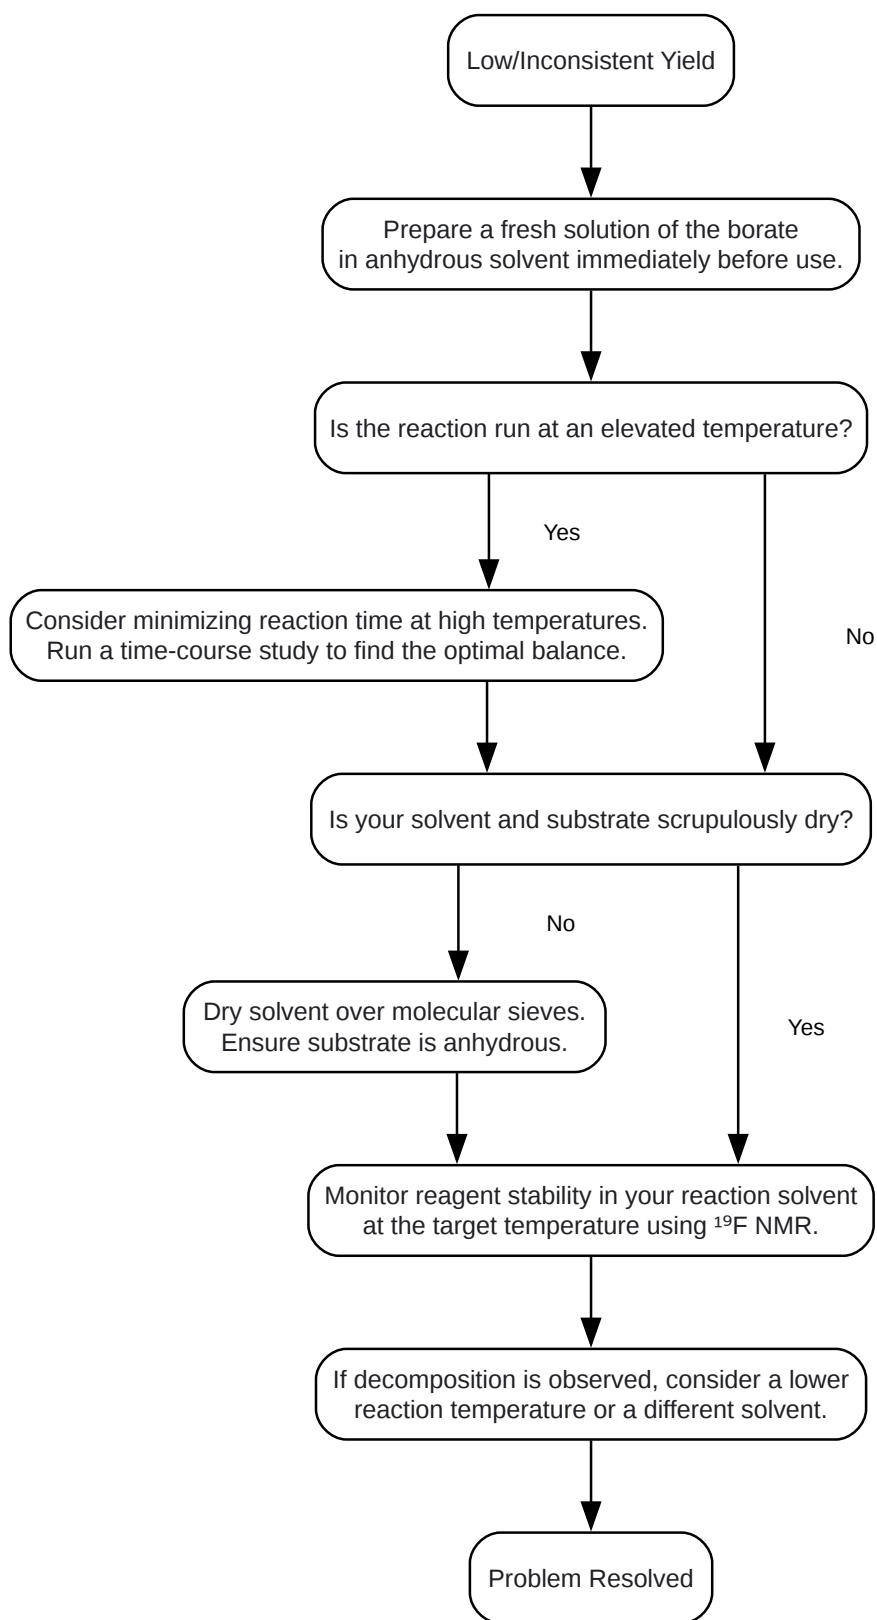 Low/Inconsistent Yield
Prepare a fresh solution of the borate
in anhydrous solvent immediately before use.
Is the reaction run at an elevated temperature?
Yes
Consider minimizing reaction time at high temperatures.
Run a time-course study to find the optimal balance.
No
Is your solvent and substrate scrupulously dry?
No
Dry solvent over molecular sieves.
Ensure substrate is anhydrous.
Yes
Monitor reagent stability in your reaction solvent
at the target temperature using ¹⁹F NMR.
If decomposition is observed, consider a lower
reaction temperature or a different solvent.
Problem Resolved